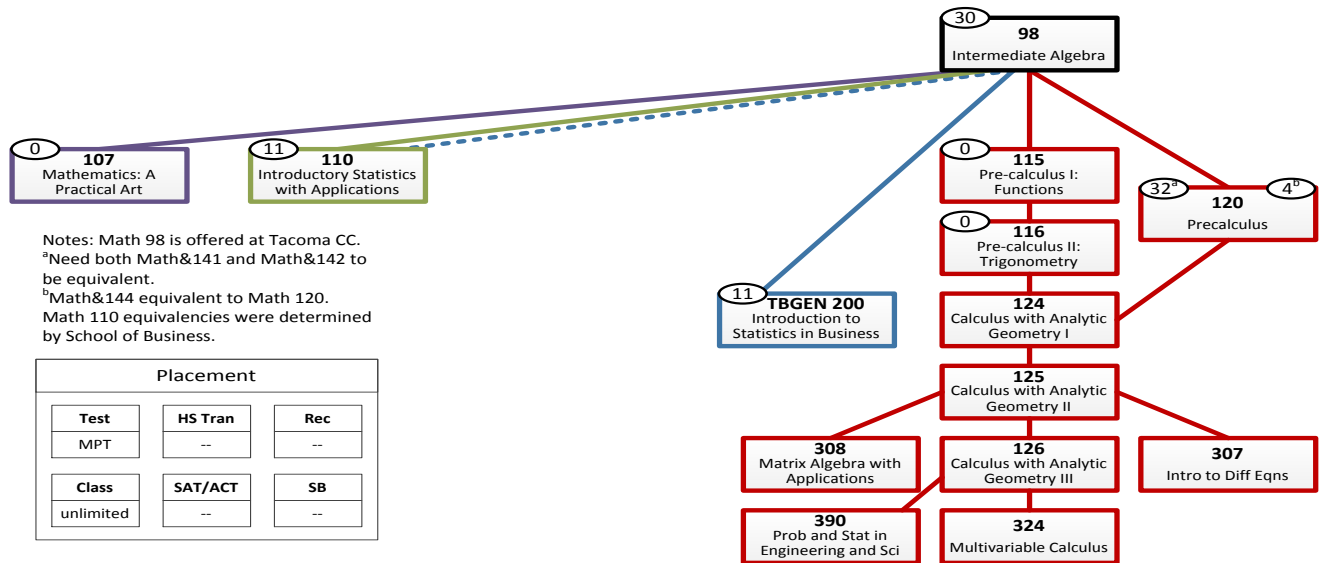 30
98
Intermediate Algebra
0
107
Mathematics: A
Practical Art
11
110
Introductory Statistics
with Applications
0
115
Pre-calculus I:
Functions
32a
4b
120
Precalculus
0
116
Pre-calculus II:
Trigonometry
Notes: Math 98 is offered at Tacoma CC.
aNeed both Math&141 and Math&142 to
be equivalent.
bMath&144 equivalent to Math 120.
Math 110 equivalencies were determined
by School of Business.
11
TBGEN 200
Introduction to
Statistics in Business
124
Calculus with Analytic
Geometry I
125
Calculus with Analytic
Geometry II
308
Matrix Algebra with
Applications
126
Calculus with Analytic
Geometry III
307
Intro to Diff Eqns
390
Prob and Stat in
Engineering and Sci
324
Multivariable Calculus
Placement
Test
MPT
HS Tran
--
Rec
--
Class
unlimited
SAT/ACT
--
SB
--